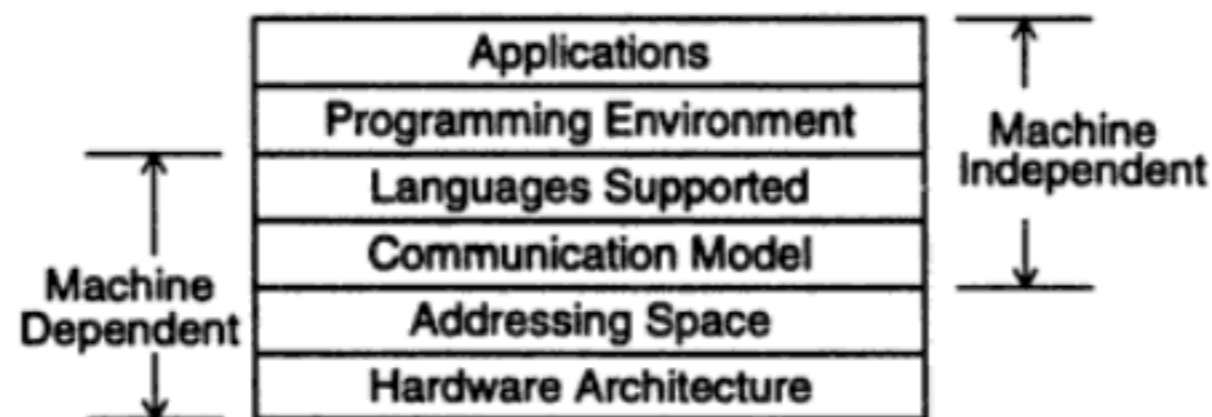 Applications
Programming Environment
Languages Supported
Communication Model
Addressing Space
Hardware Architecture
Machine
Dependent
Machine
Independent